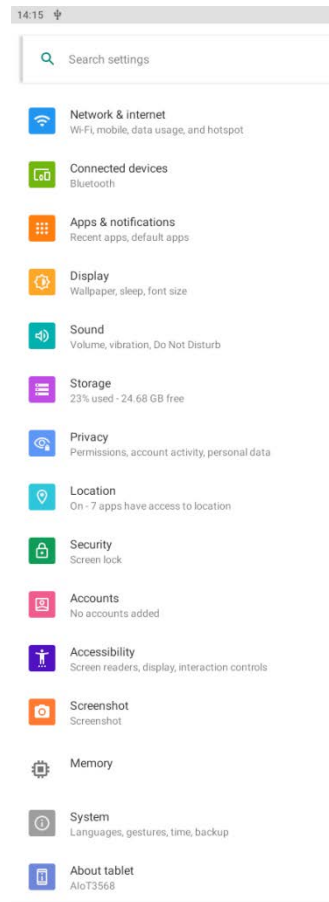 14:15
Search settings
Network & internet
Wi-Fi, mobile, data usage, and hotspot
Connected devices
Bluetooth
Apps & notifications
Recent apps, default apps
Display
Wallpaper, sleep, font size
Sound
Volume, vibration, Do Not Disturb
Storage
23% used - 24.68 GB free
Privacy
Permissions, account activity, personal data
Location
On - 7 apps have access to location
Security
Screen lock
Accounts
No accounts added
Accessibility
Screen readers, display, interaction controls
Screenshot
Screenshot
Memory
System
Languages, gestures, time, backup
About tablet
AIoT3568